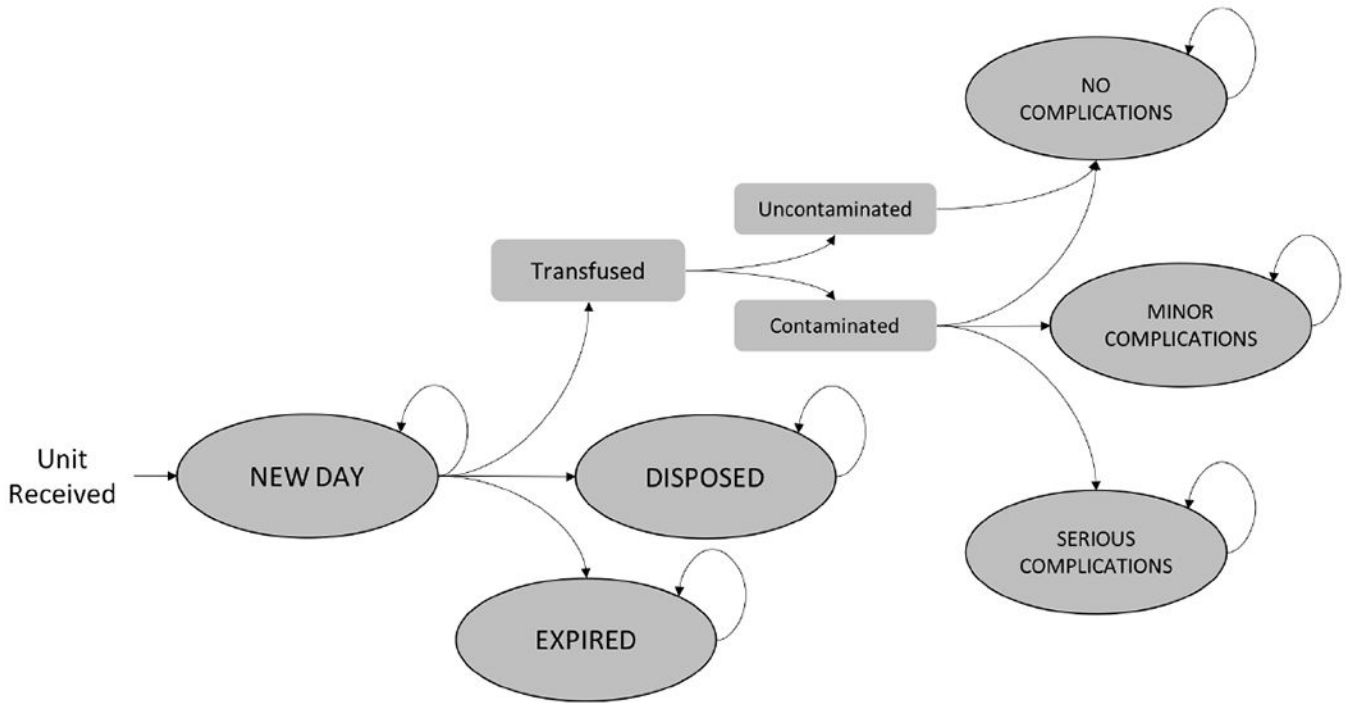 NO
COMPLICATIONS
Uncontaminated
Transfused
MINOR
COMPLICATIONS
Contaminated
Unit
Received
NEW DAY
DISPOSED
SERIOUS
COMPLICATIONS
EXPIRED